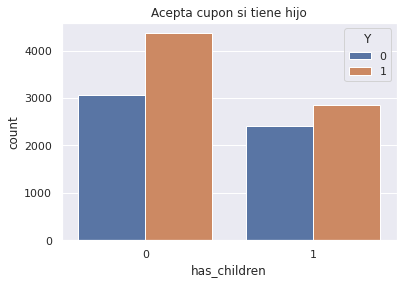 Acepta cupon si tiene hijo
Y
0
1
4000
3000
2000
1000
0
count
0 1
has_children